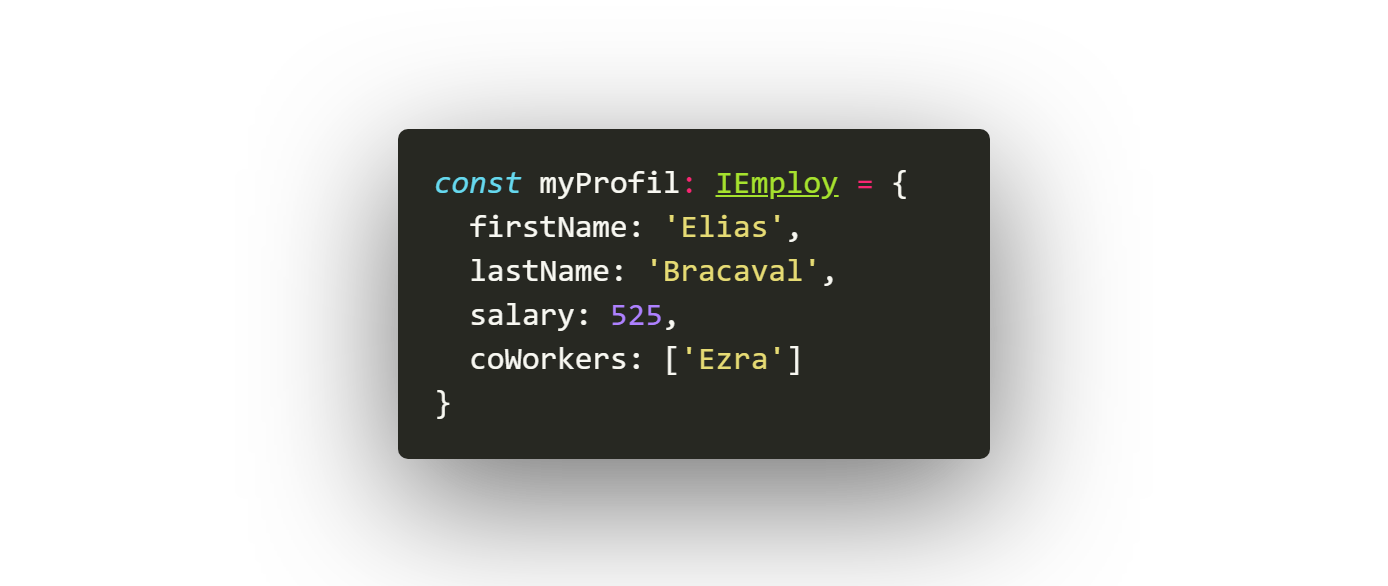 const myProfil: IEmploy = {
  firstName: 'Elias',
  lastName: 'Bracaval',
  salary: 525,
  coWorkers: ['Ezra']
}